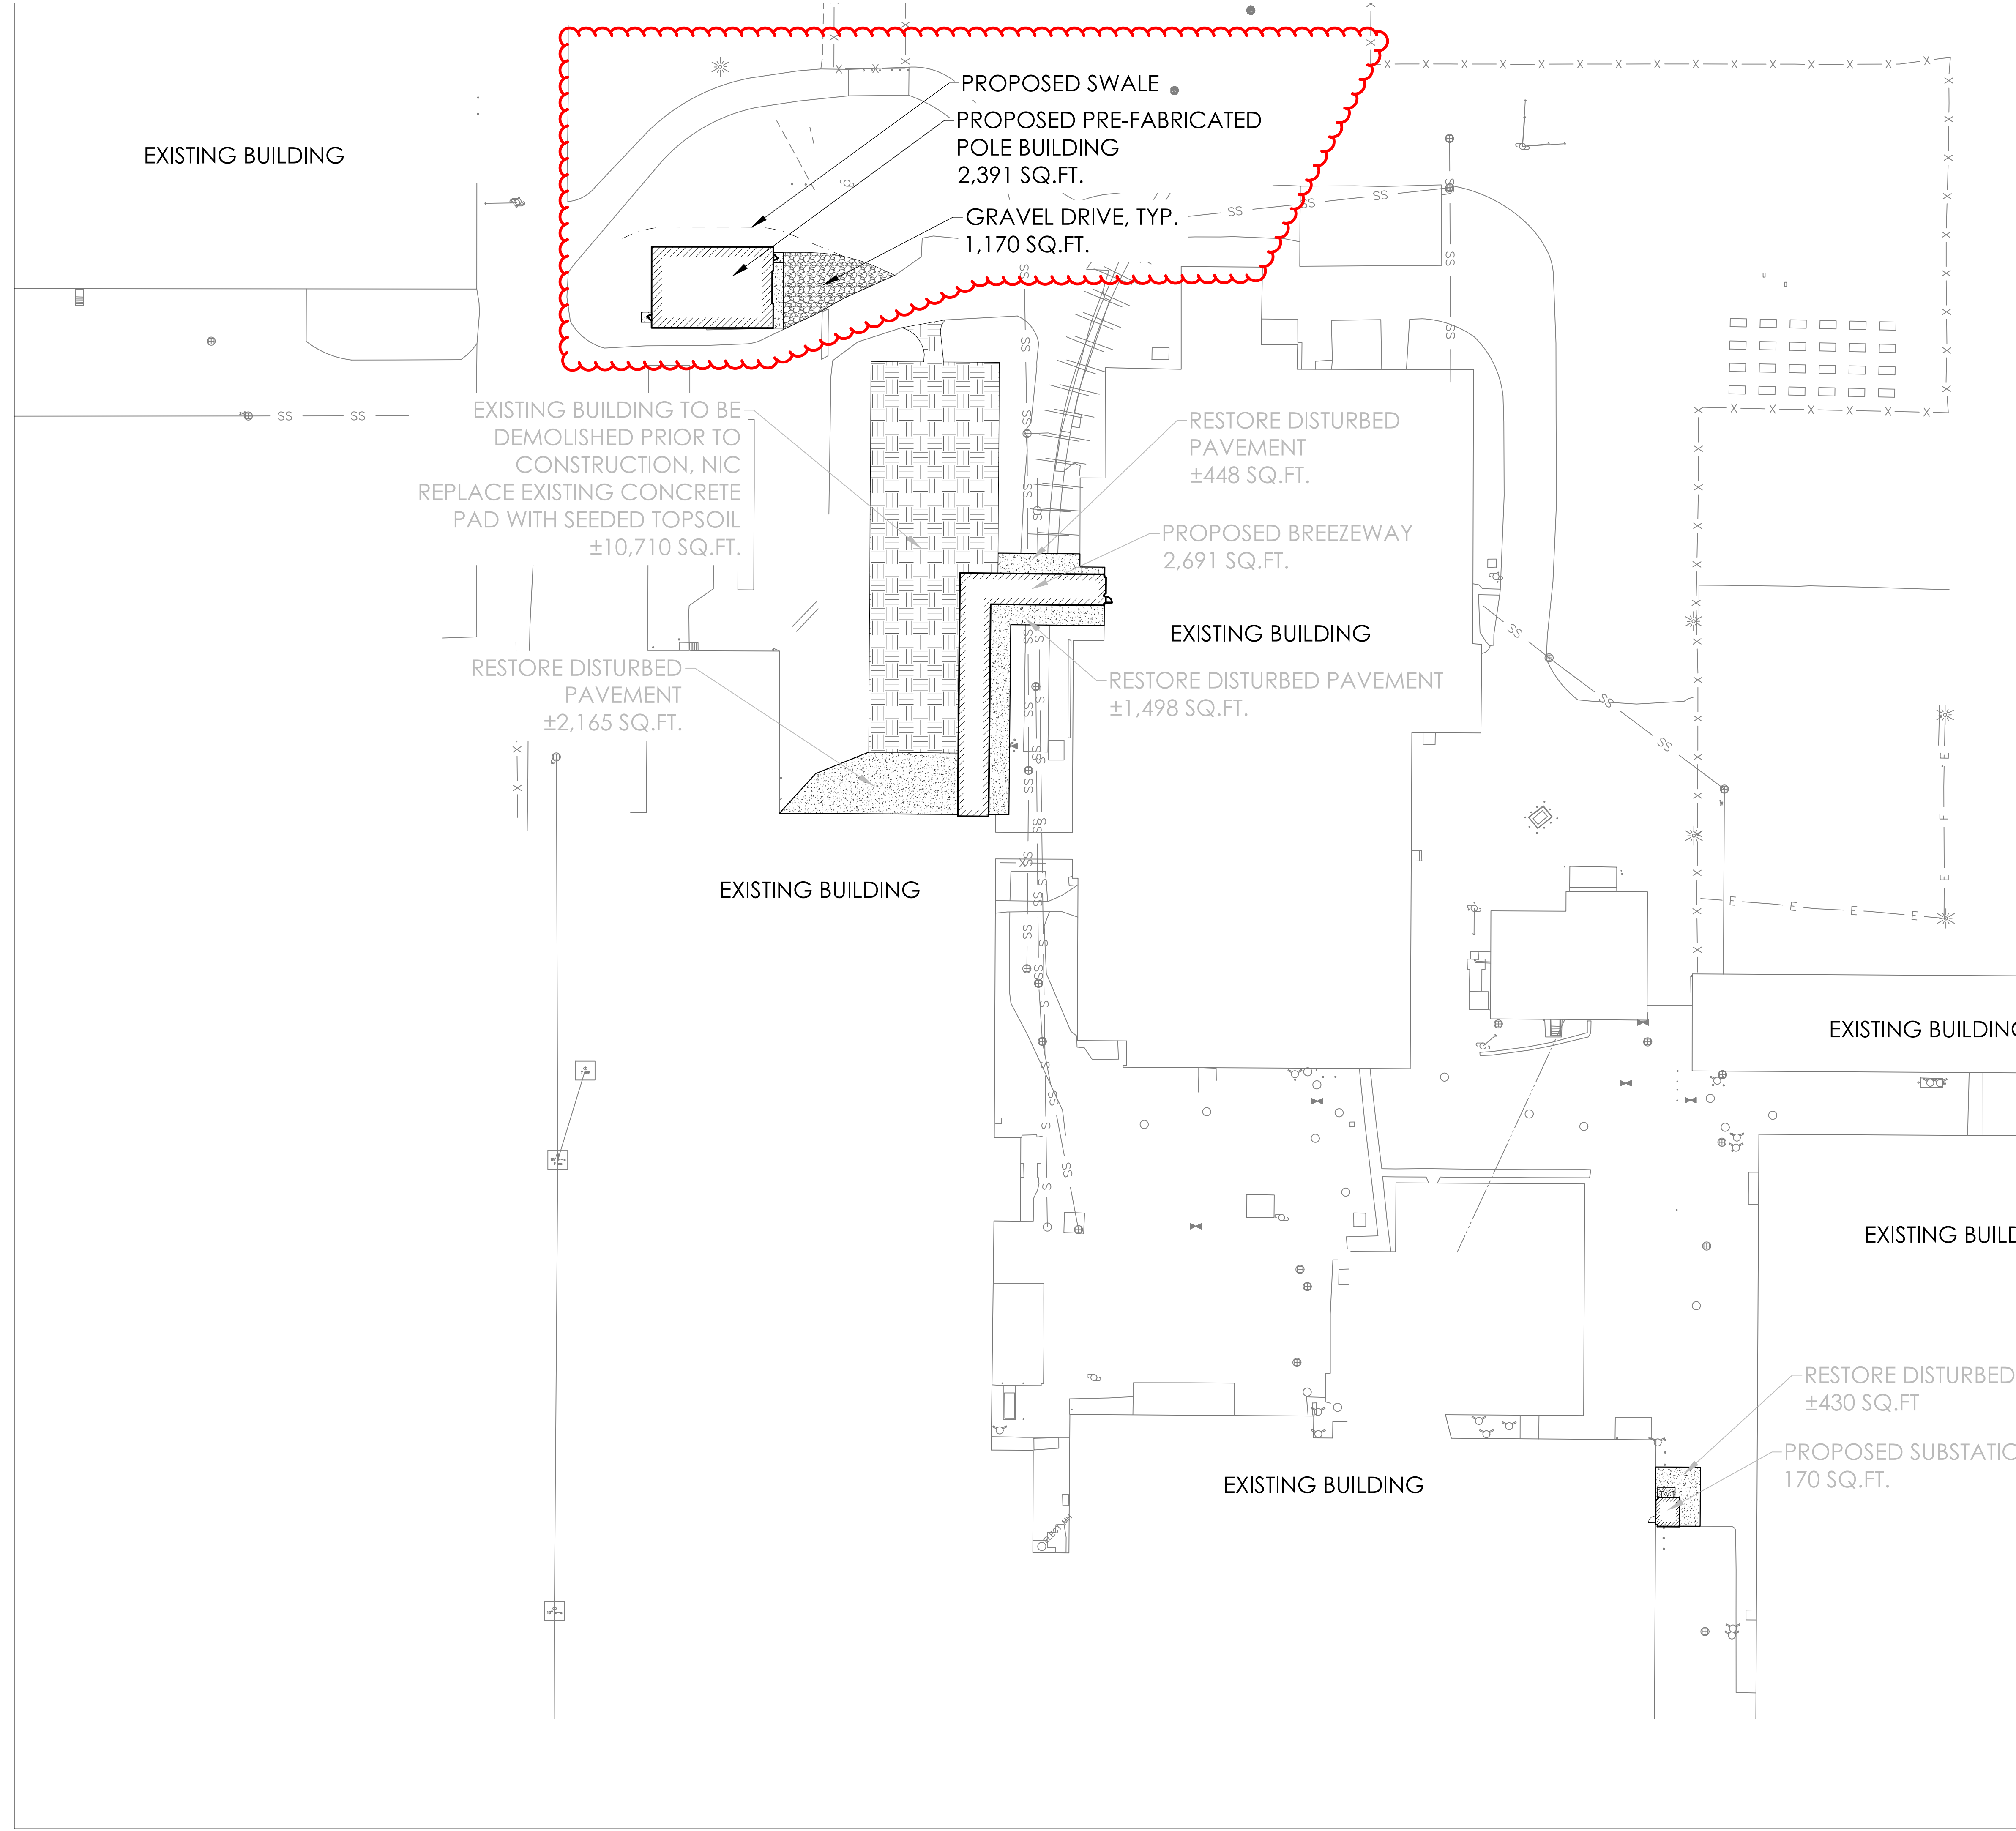 PROPOSED SWALE
PROPOSED PRE-FABRICATED
POLE BUILDING
2,391 SQ.FT.
EXISTING BUILDING
GRAVEL DRIVE, TYP.
1,170 SQ.FT.
EXISTING BUILDING TO BE
DEMOLISHED PRIOR TO
CONSTRUCTION, NIC
REPLACE EXISTING CONCRETE
PAD WITH SEEDED TOPSOIL
±10,710 SQ.FT.
RESTORE DISTURBED
PAVEMENT
±448 SQ.FT.
PROPOSED BREEZEWAY
2,691 SQ.FT.
EXISTING BUILDING
RESTORE DISTURBED
PAVEMENT
±2,165 SQ.FT.
RESTORE DISTURBED PAVEMENT
±1,498 SQ.FT.
EXISTING BUILDING
EXISTING BUILDING
EXISTING BUILD
RESTORE DISTURBED
±430 SQ.FT
PROPOSED SUBSTATIO
170 SQ.FT.
EXISTING BUILDING
ELECT MH